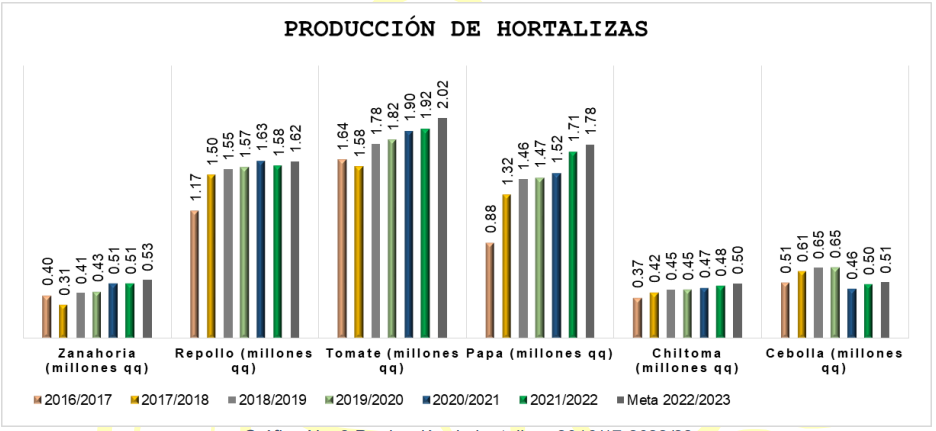 PRODUCCIÓN DE HORTALIZAS
0.40 0.31 0.41 0.43 0.51 0.51 0.53
1.17 1.50 1.55 1.57 1.63 1.58 1.62
1.64 1.58 1.78 1.82 1.90 1.92 2.02
0.88 1.32 1.46 1.47 1.52 1.71 1.78
0.37 0.42 0.45 0.45 0.47 0.48 0.50
0.51 0.61 0.65 0.65 0.46 0.50 0.51
Zanahoria
(millones qq)
Repollo (millones
qq)
Tomate (millones
qq)
Papa (millones qq)
Chiltoma
(millones qq)
Cebolla (millones
qq)
2016/2017 2017/2018 2018/2019 2019/2020 2020/2021 2021/2022 Meta 2022/2023